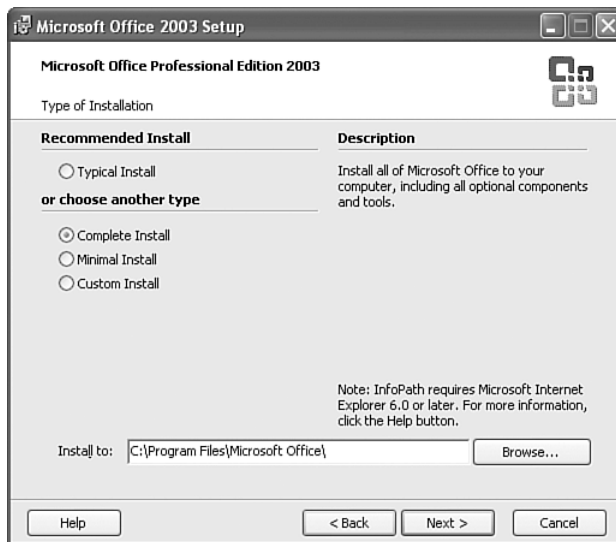 Microsoft Office 2003 Setup
Microsoft Office Professional Edition 2003
Type of Installation
Recommended Install
Typical Install
or choose another type
Complete Install
Minimal Install
Custom Install
Description
Install all of Microsoft Office to your
computer, including all optional components
and tools.
Note: InfoPath requires Microsoft Internet
Explorer 6.0 or later. For more information,
click the Help button.
Install to: C:\Program Files\Microsoft Office\ Browse...
Help < Back Next > Cancel